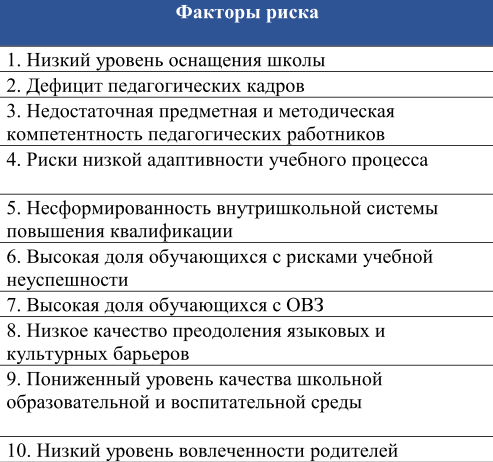 Факторы риска
1. Низкий уровень оснащения школы
2. Дефицит педагогических кадров
3. Недостаточная предметная и методическая
компетентность педагогических работников
4. Риски низкой адаптивности учебного процесса
5. Несформированность внутришкольной системы
повышения квалификации
6. Высокая доля обучающихся с рисками учебной
неуспешности
7. Высокая доля обучающихся с ОВЗ
8. Низкое качество преодоления языковых и
культурных барьеров
9. Пониженный уровень качества школьной
образовательной и воспитательной среды
10. Низкий уровень вовлеченности родителей